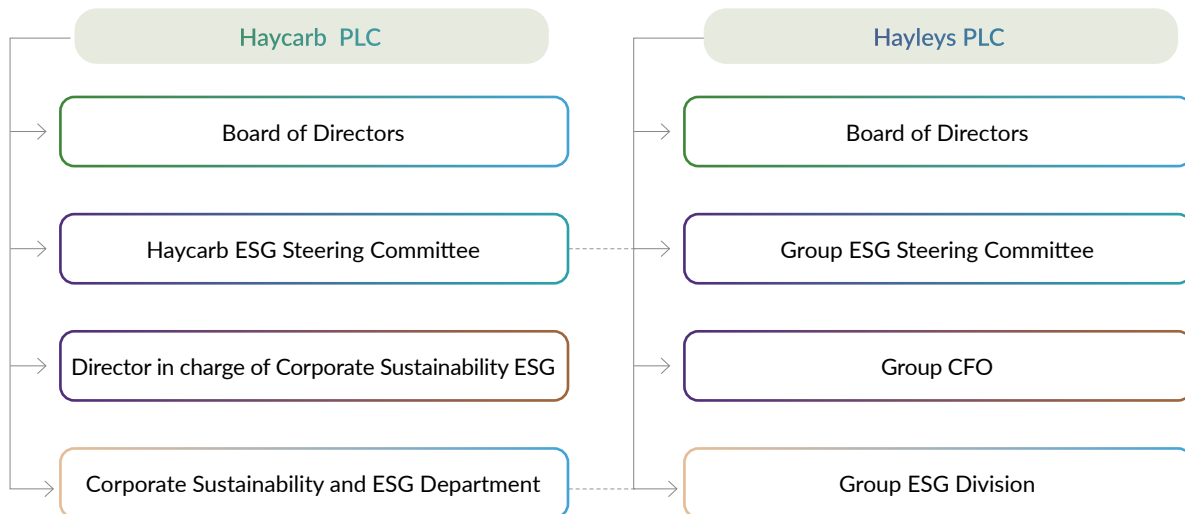 Haycarb PLC
Hayleys PLC
Board of Directors
Board of Directors
Haycarb ESG Steering Committee
Group ESG Steering Committee
Director in charge of Corporate Sustainability ESG
Group CFO
Corporate Sustainability and ESG Department
Group ESG Division